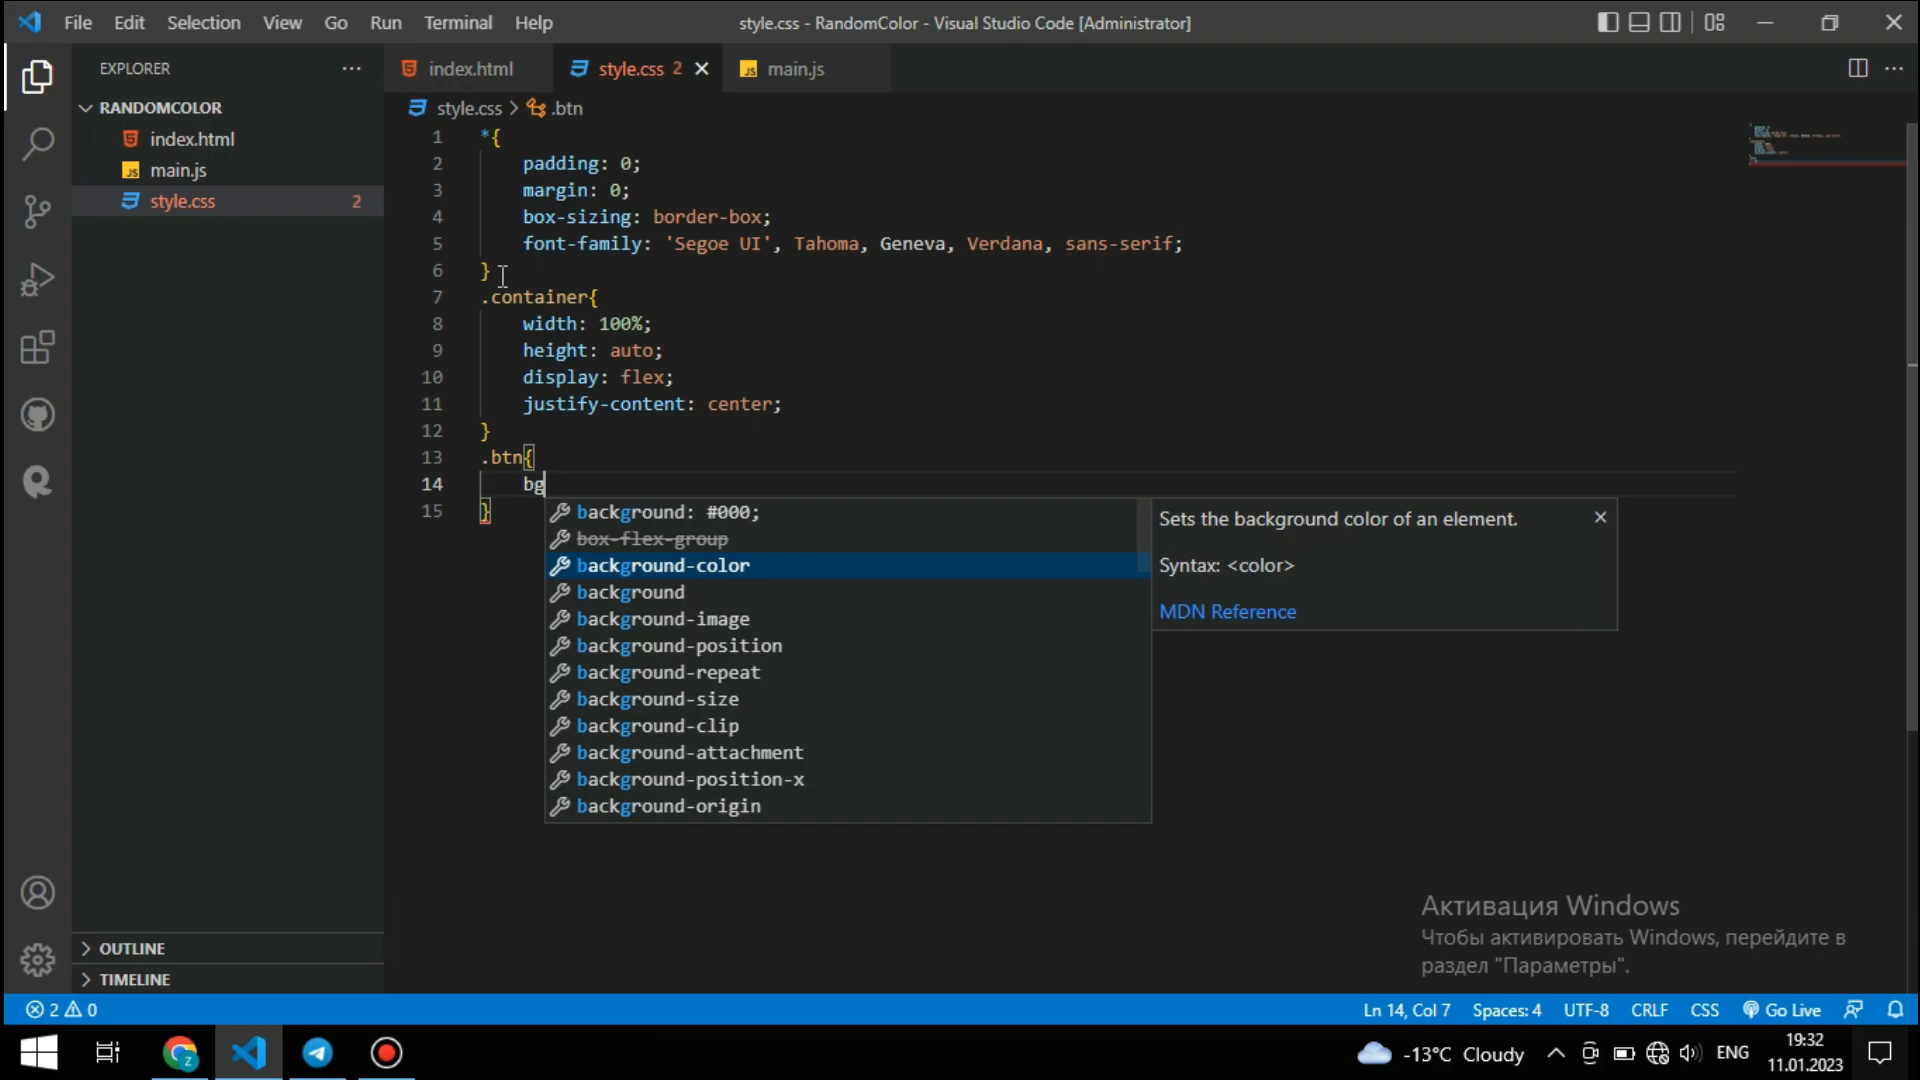 File Edit Selection View Go Run Terminal Help
style.css - RandomColor - Visual Studio Code [Administrator]
EXPLORER
RANDOMCOLOR
index.html
main.js
style.css 2
OUTLINE
TIMELINE
index.html
style.css 2
main.js
style.css > .btn
1 *{
2 padding: 0;
3 margin: 0;
4 box-sizing: border-box;
5 font-family: 'Segoe UI', Tahoma, Geneva, Verdana, sans-serif;
6 }
7 .container{
8 width: 100%;
9 height: auto;
10 display: flex;
11 justify-content: center;
12 }
13 .btn{
14 bg
15 }
background: #000;
box-flex-group
background-color
background
background-image
background-position
background-repeat
background-size
background-clip
background-attachment
background-position-x
background-origin
Sets the background color of an element.
Syntax: <color>
MDN Reference
Активация Windows
Чтобы активировать Windows, перейдите в
раздел "Параметры".
2 0
Ln 14, Col 7 Spaces: 4 UTF-8 CRLF CSS Go Live
-13°C Cloudy ENG
19:32
11.01.2023